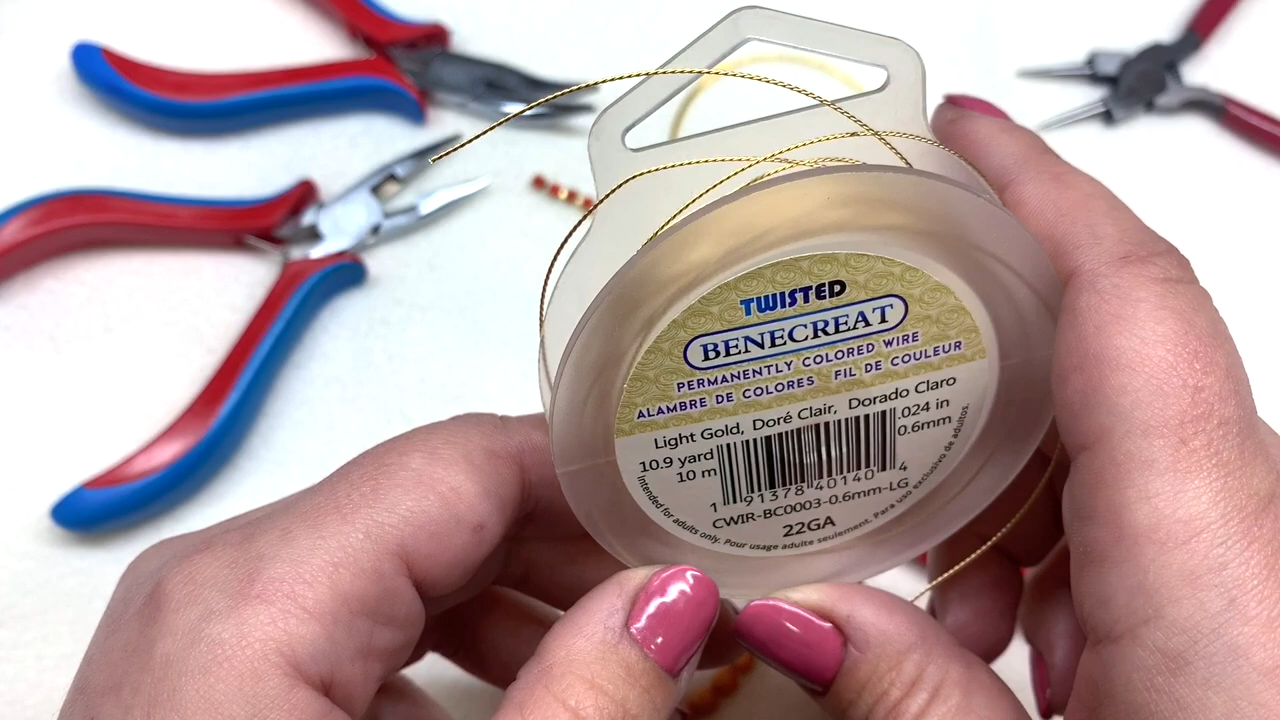 TWISTED
BENECREAT
PERMANENTLY COLORED WIRE
ALAMBRE DE COLORES FIL DE COULEUR
Light Gold, Doré Clair, Dorado Claro
10.9 yard
10 m
.024 in
0.6mm
1 91378 40140 4
CWIR-BC0003-0.6mm-LG
22GA
Intended for adults only. Pour usage adulte seulement. Para uso exclusivo de adultos.